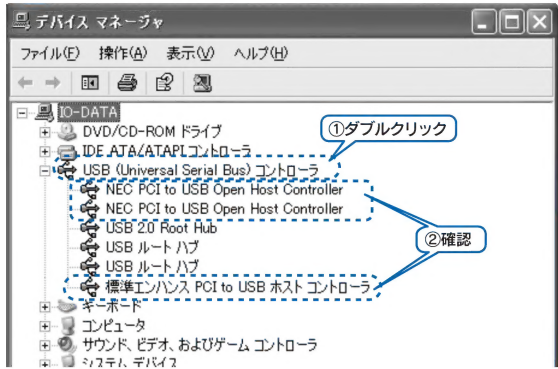 デバイス マネージャ
ファイル(F) 操作(A) 表示(V) ヘルプ(H)
IO-DATA
DVD/CD-ROM ドライブ
①ダブルクリック
IDE ATA/ATAPI コントローラ
USB (Universal Serial Bus) コントローラ
NEC PCI to USB Open Host Controller
NEC PCI to USB Open Host Controller
USB 2.0 Root Hub
②確認
USB ルート ハブ
USB ルート ハブ
標準エンハンス PCI to USB ホスト コントローラ
キーボード
コンピュータ
サウンド、ビデオ、およびゲーム コントローラ
システム デバイス